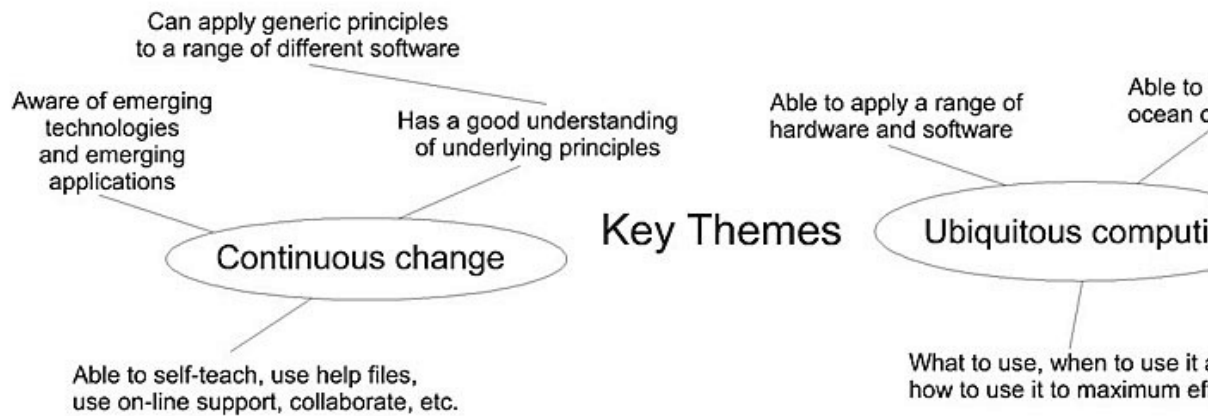 Can apply generic principles
to a range of different software
Aware of emerging
technologies
and emerging
applications
Has a good understanding
of underlying principles
Continuous change
Able to self-teach, use help files,
use on-line support, collaborate, etc.
Key Themes
Able to apply a range of
hardware and software
Able to
ocean
Ubiquitous
What to use, when to use it
how to use it to maximum